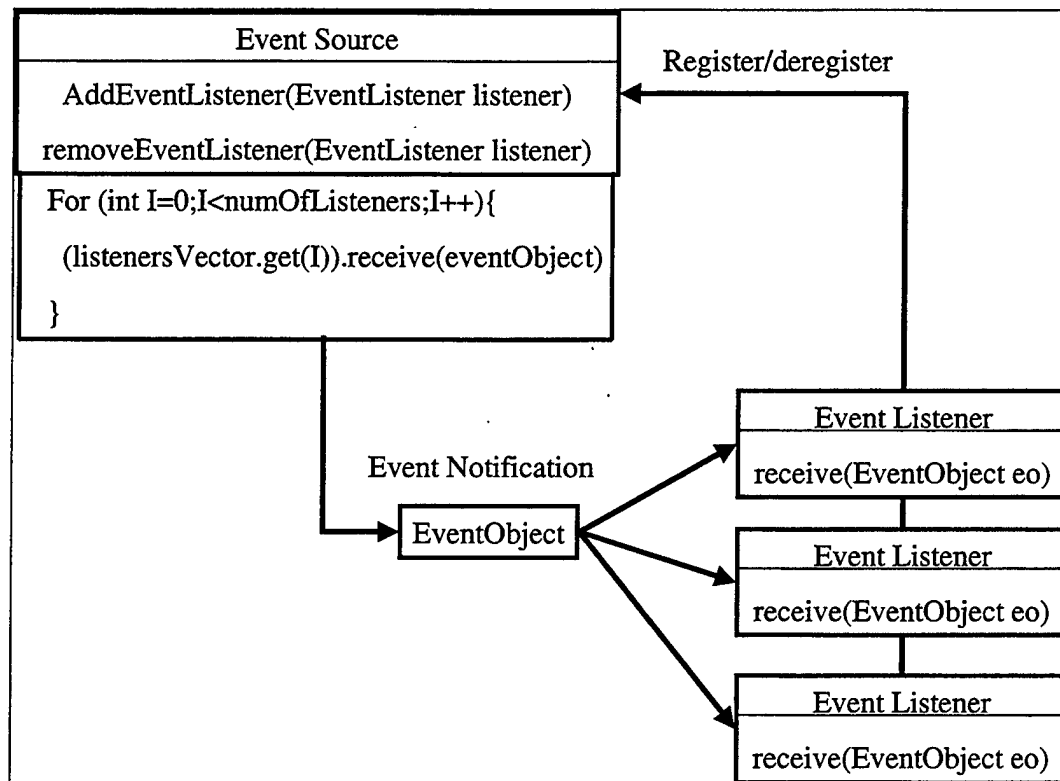 Event Source
AddEventListener(EventListener listener)
removeEventListener(EventListener listener)
For (int I=0;I<numOfListeners;I++){
(listenersVector.get(I)).receive(eventObject)
}
Register/deregister
Event Notification
EventObject
Event Listener
receive(EventObject eo)
Event Listener
receive(EventObject eo)
Event Listener
receive(EventObject eo)